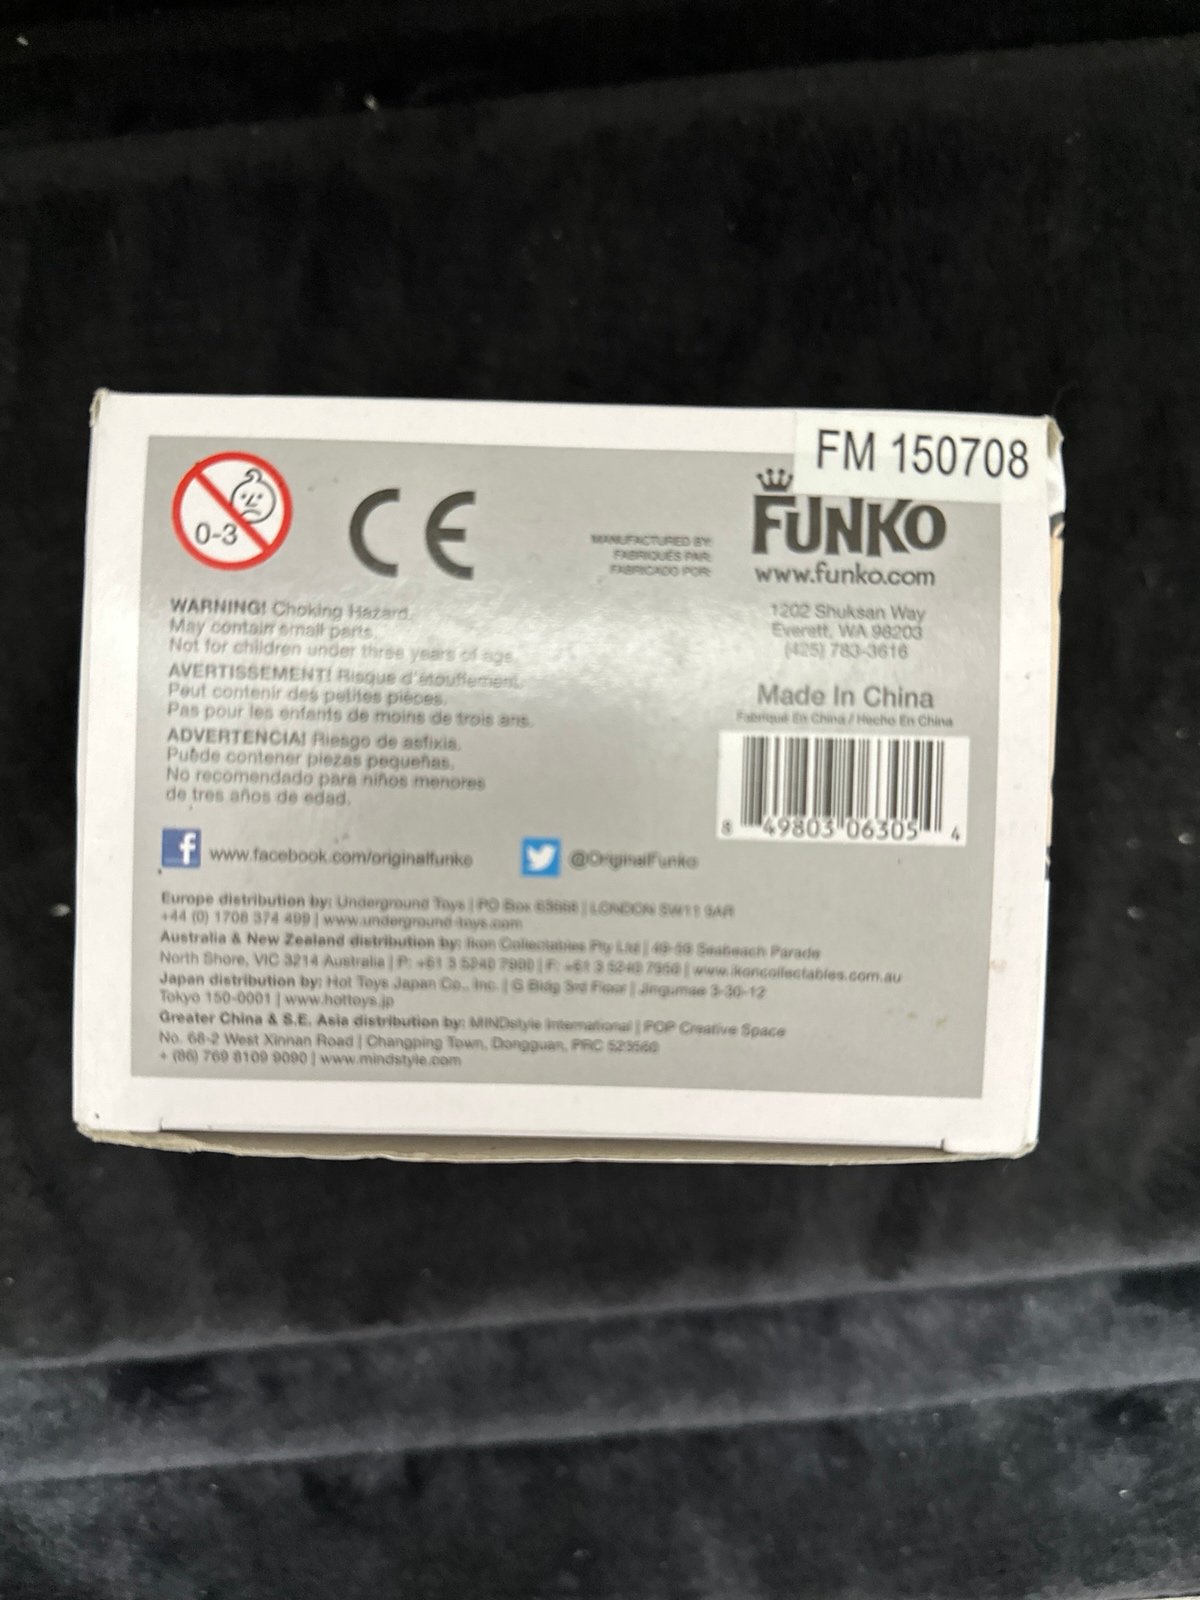 FM 150708
0-3
CE
MANUFACTURED BY:
FABRIQUÉS PAR:
FABRICADO POR:
FUNKO
www.funko.com
1202 Shuksan Way
Everett, WA 98203
(425) 783-3616
Made In China
Fabriqué En China / Hecho En China
8 49803 06305 4
WARNING! Choking Hazard.
May contain small parts.
Not for children under three years of age.
AVERTISSEMENT! Risque d'étouffement.
Peut contenir des petites pièces.
Pas pour les enfants de moins de trois ans.
ADVERTENCIA! Riesgo de asfixia.
Puede contener piezas pequeñas.
No recomendado para niños menores
de tres años de edad.
www.facebook.com/originalfunko
@OriginalFunko
Europe distribution by: Underground Toys | PO Box | LONDON SW11
+44 (0) 1708 374 499 | www.underground-toys.com
Australia & New Zealand distribution by: Ikon Collectables Pty Ltd | 49-59 Seabeach Parade
North Shore, VIC 3214 Australia | P: +61 3 5240 | F: +61 3 5240 | www.ikoncollectables.com.au
Japan distribution by: Hot Toys Japan Co., Inc. | G Bldg 3rd Floor | Jingumae 3-30-12
Tokyo 150-0001 | www.hottoys.jp
Greater China & S.E. Asia distribution by: MINDstyle International | POP Creative Space
No. 68-2 West Xinnan Road | Changping Town, Dongguan, PRC
+ (86) 769 8109 9090 | www.mindstyle.com